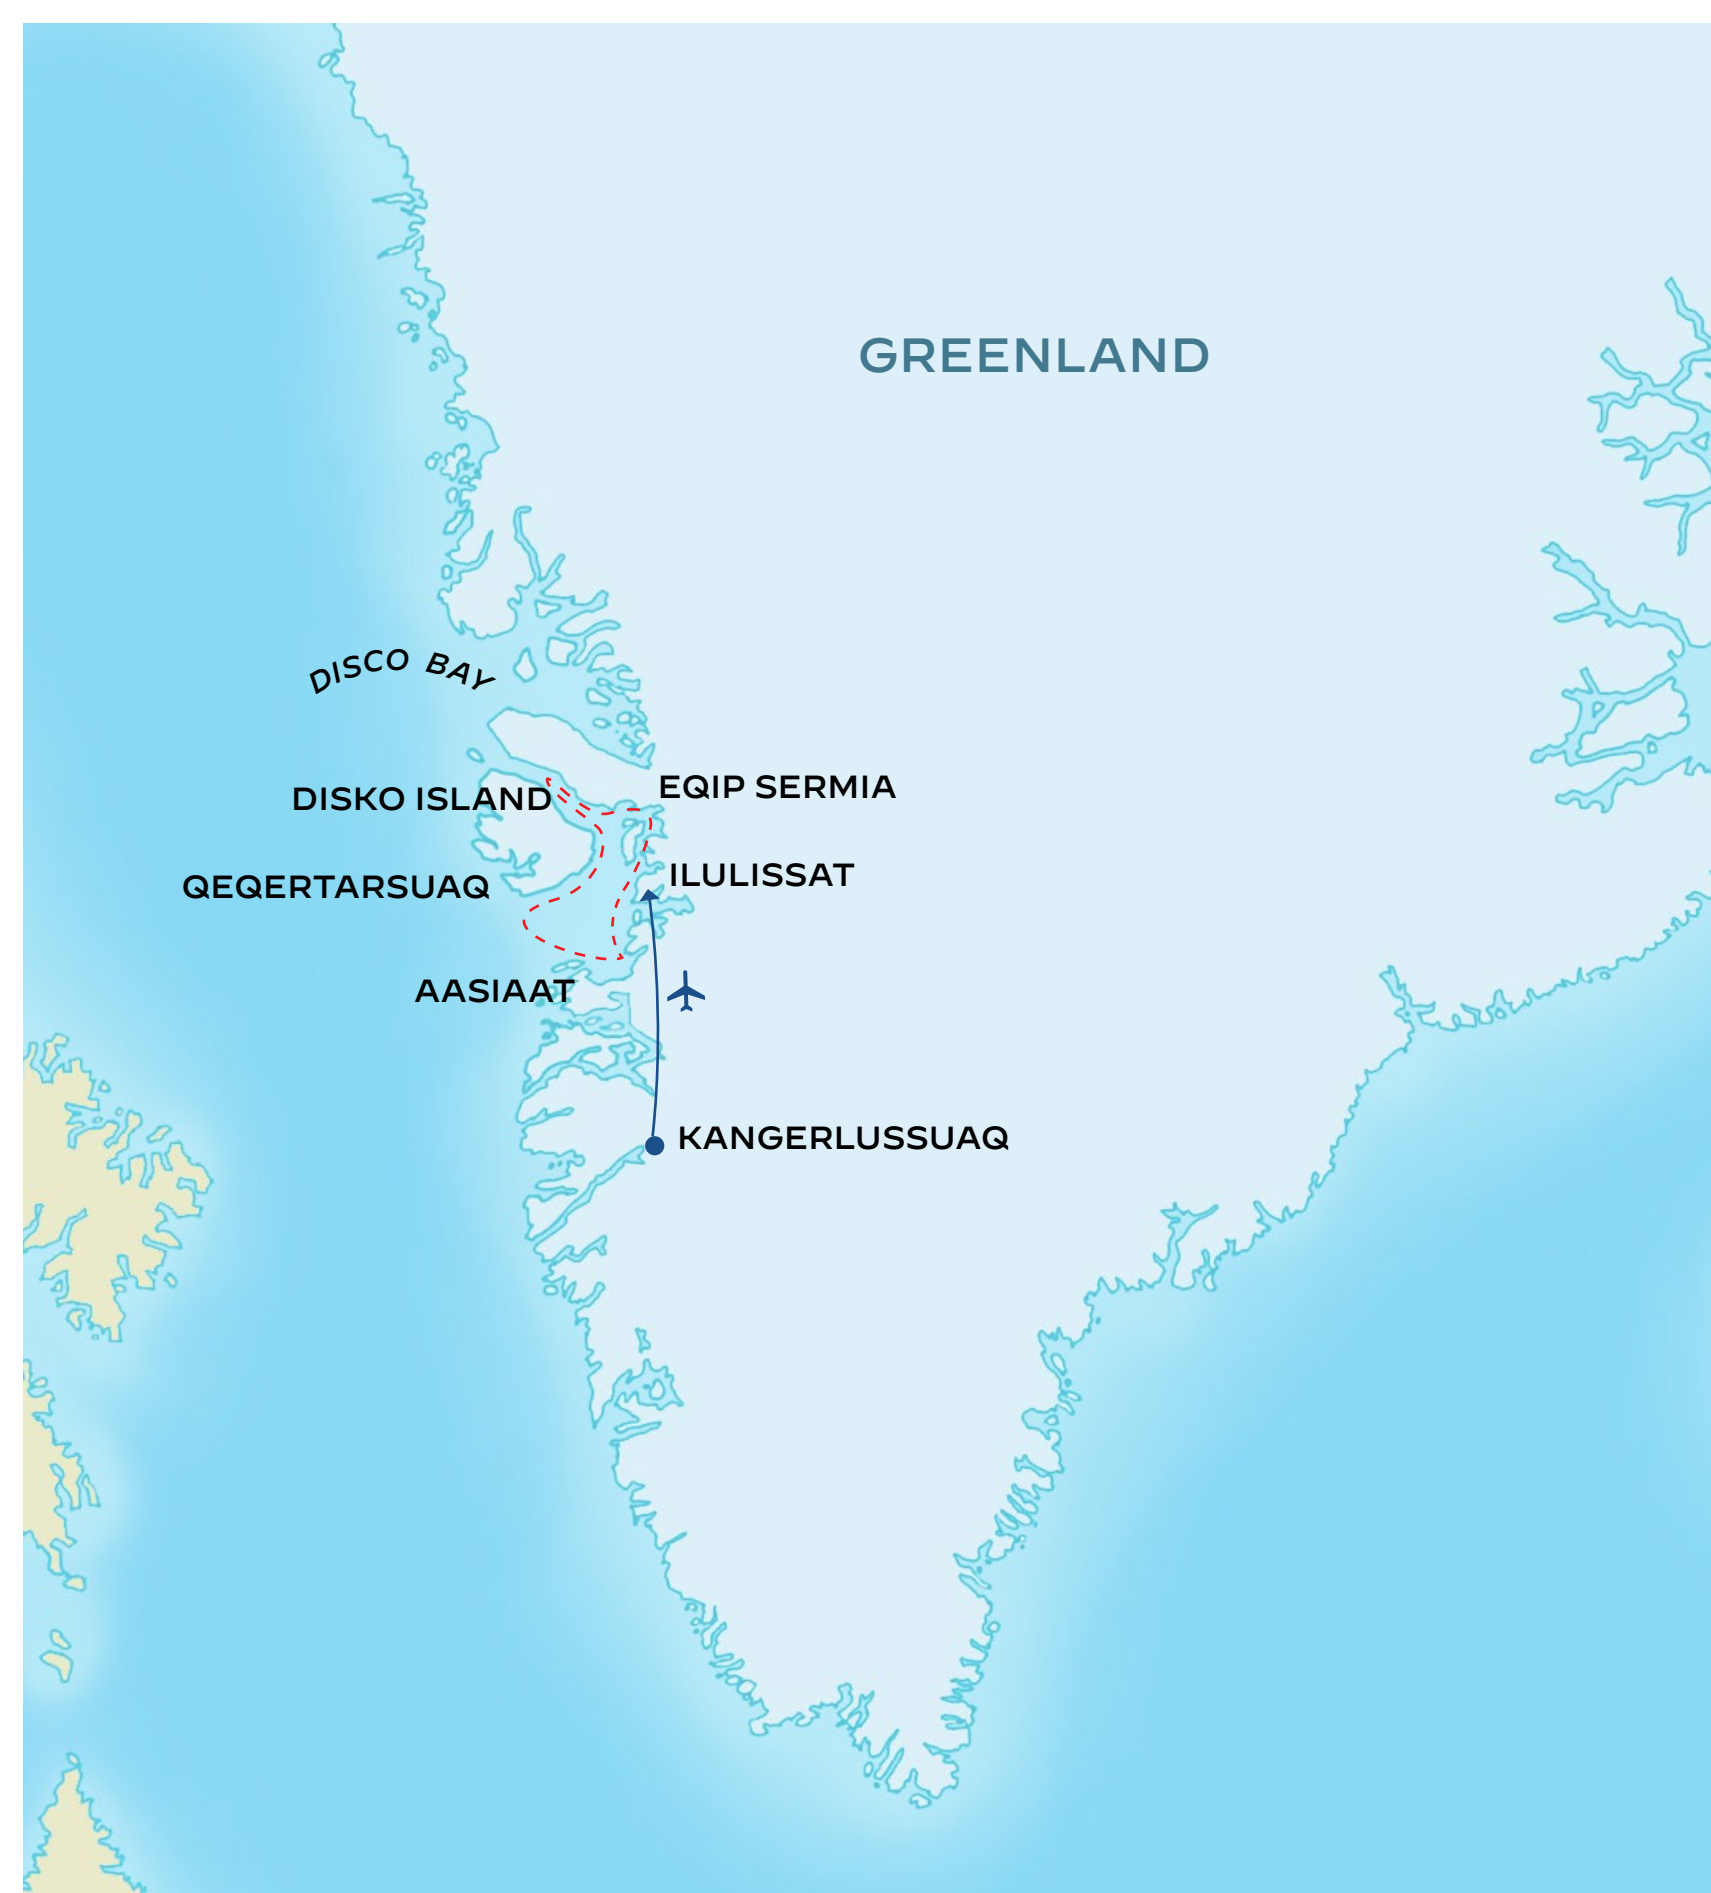 GREENLAND
DISCO BAY
EQIP SERMIA
DISKO ISLAND
ILULISSAT
QEQERTARSUAQ
AASIAAT
KANGERLUSSUAQ